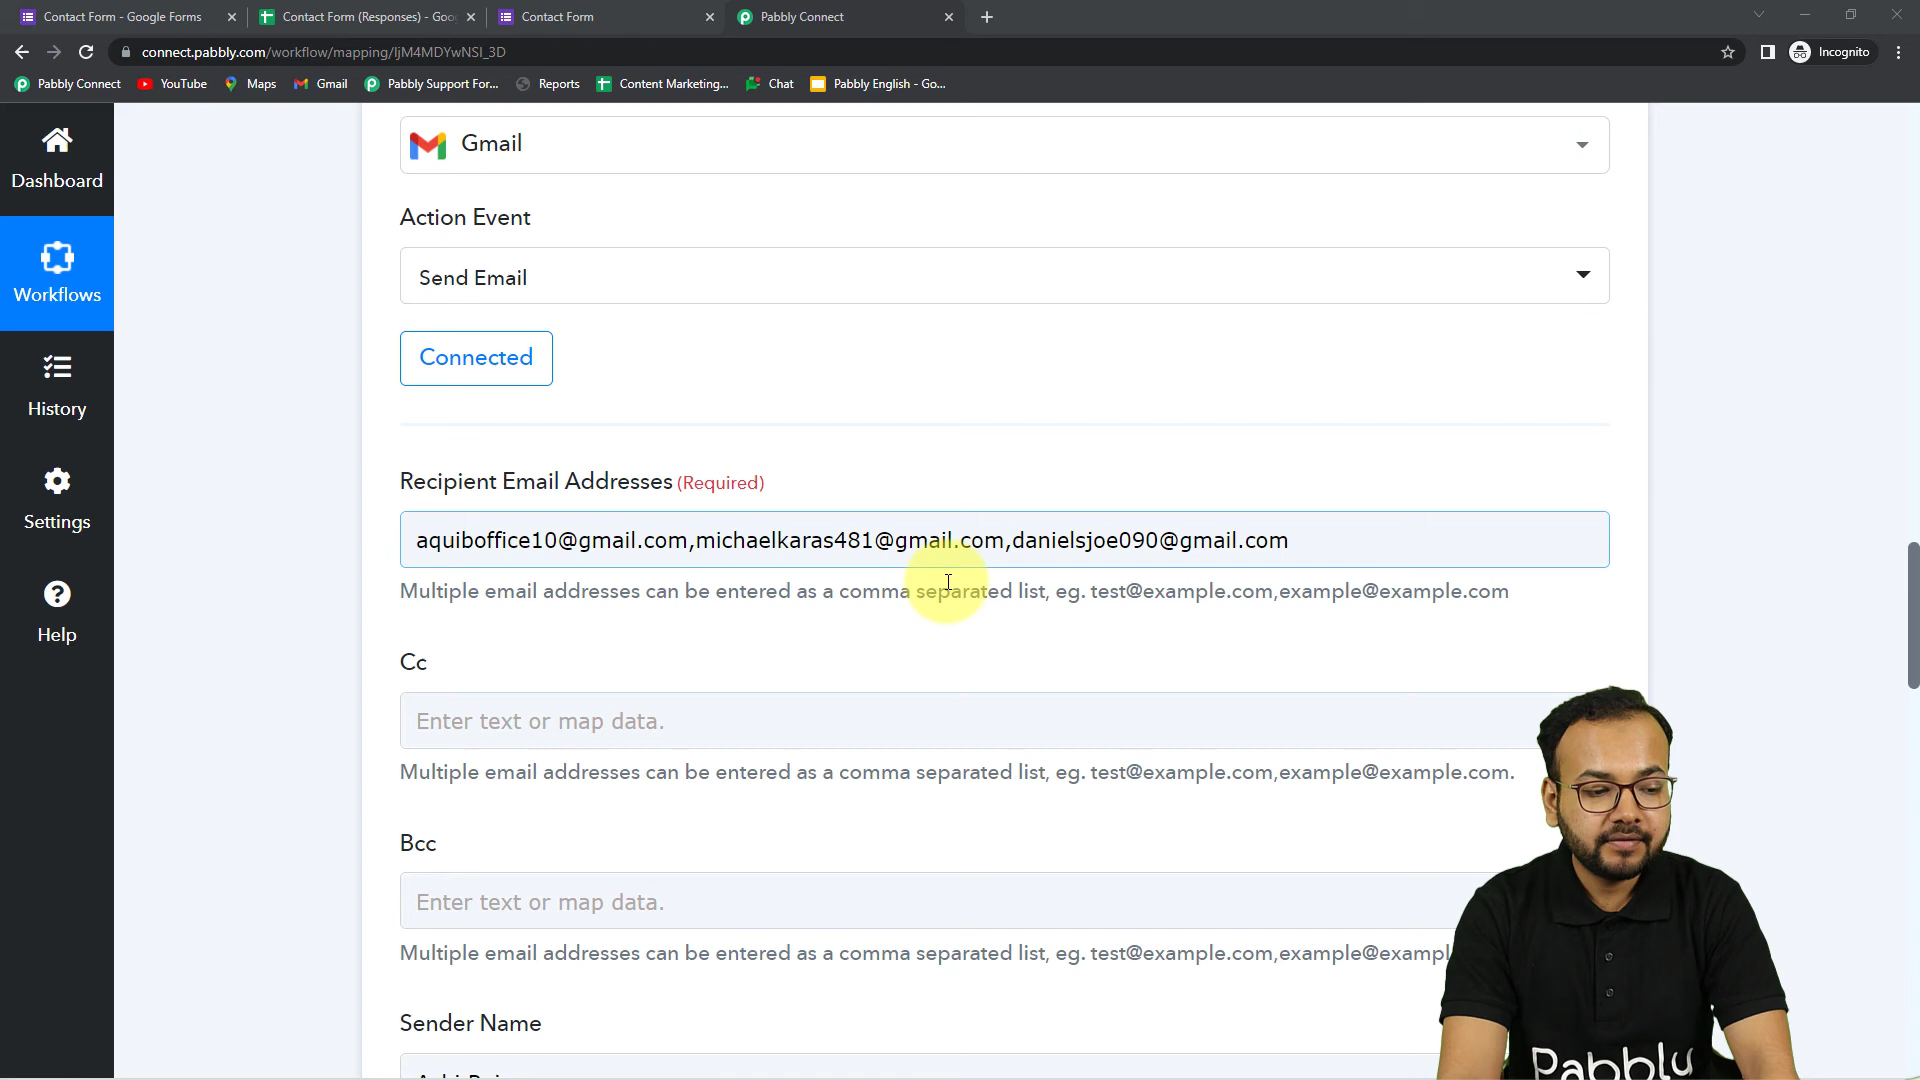 Contact Form - Google Forms
Contact Form (Responses) - Goo
Contact Form
Pabbly Connect
connect.pabbly.com/workflow/mapping/IjM4MDYwNSI_3D
Incognito
Pabbly Connect
YouTube
Maps
Gmail
Pabbly Support For...
Reports
Content Marketing...
Chat
Pabbly English - Go...
Dashboard
Workflows
History
Settings
Help
Gmail
Action Event
Send Email
Connected
Recipient Email Addresses (Required)
aquiboffice10@gmail.com,michaelkaras481@gmail.com,danielsjoe090@gmail.com
Multiple email addresses can be entered as a comma separated list, eg. test@example.com,example@example.com
Cc
Enter text or map data.
Multiple email addresses can be entered as a comma separated list, eg. test@example.com,example@example.com.
Bcc
Enter text or map data.
Multiple email addresses can be entered as a comma separated list, eg. test@example.com,example@exampl
Sender Name
Pabbly